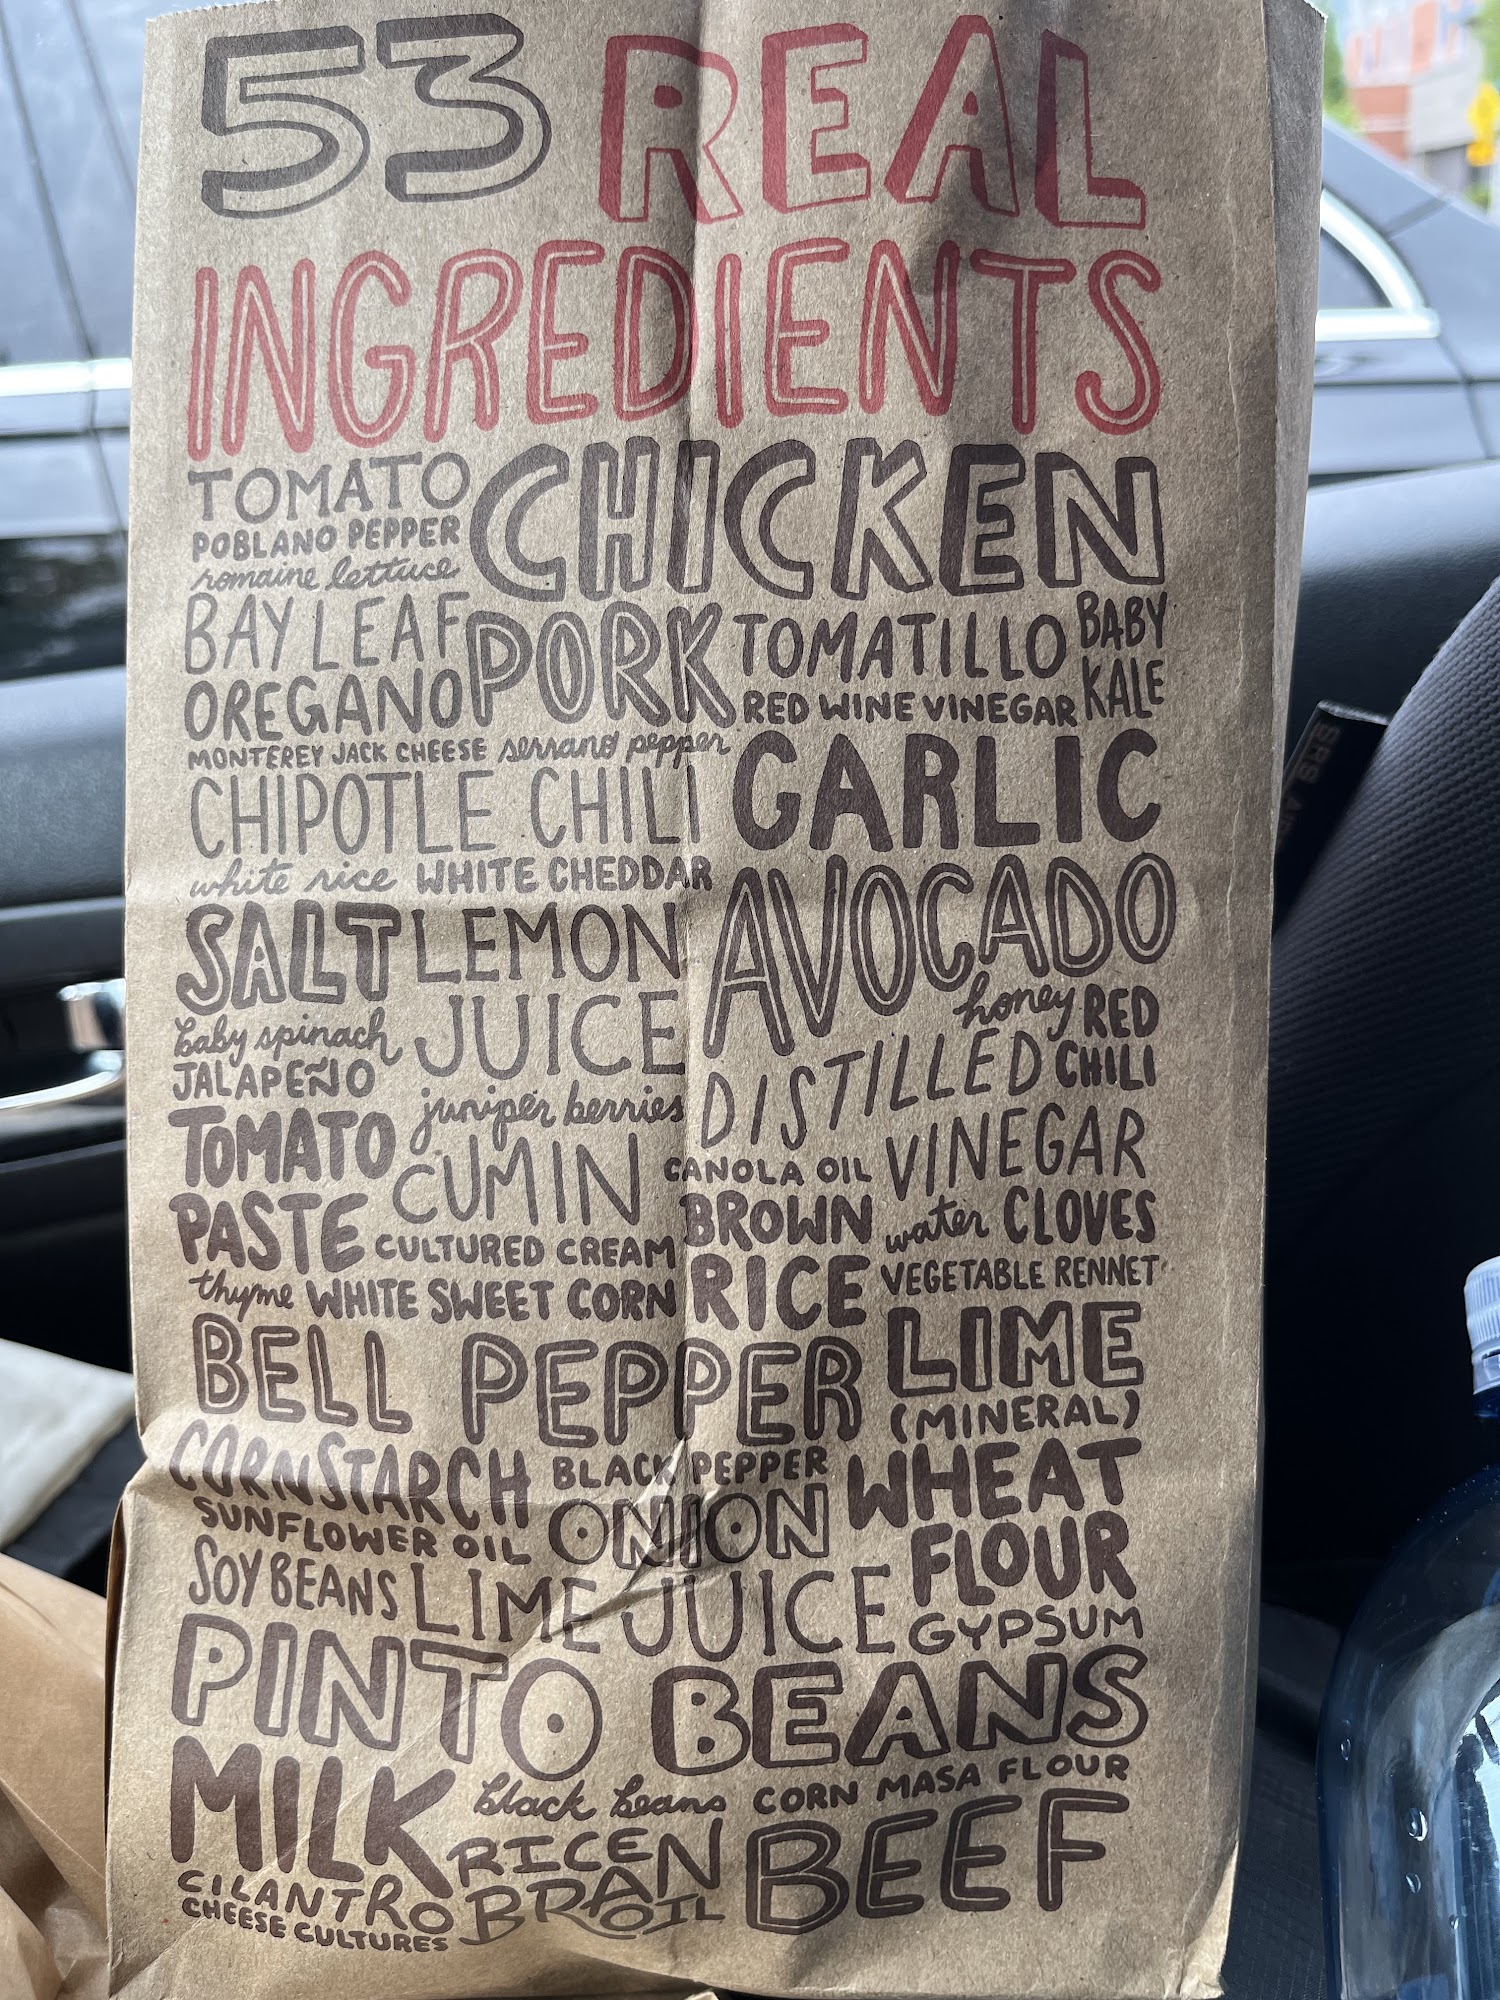 53 REAL
INGREDIENTS
TOMATO
POBLANO PEPPER
romaine lettuce
CHICKEN
BAY LEAF
OREGANO
PORK
TOMATILLO
RED WINE VINEGAR
BABY
KALE
MONTEREY JACK CHEESE serrano pepper
CHIPOTLE CHILI
GARLIC
white rice WHITE CHEDDAR
AVOCADO
SALT
LEMON
JUICE
baby spinach
JALAPEÑO
honey
RED
CHILI
juniper berries
DISTILLED
VINEGAR
TOMATO
PASTE
CUMIN
CANOLA OIL
CULTURED CREAM
BROWN
RICE
water CLOVES
thyme WHITE SWEET CORN
VEGETABLE RENNET
BELL PEPPER
LIME
(MINERAL)
CORNSTARCH
BLACK PEPPER
WHEAT
FLOUR
SUNFLOWER OIL
ONION
SOYBEANS
LIME JUICE
GYPSUM
PINTO BEANS
MILK
black beans
CORN MASA FLOUR
RICE
BRAN
OIL
BEEF
CILANTRO
CHEESE CULTURES